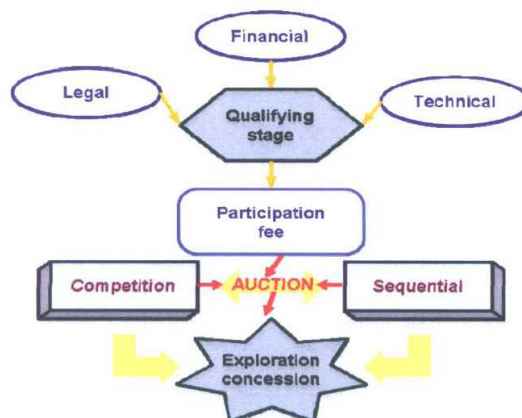 Financial
Legal
Technical
Qualifying
stage
Participation
fee
Competition
AUCTION
Sequential
Exploration
concession